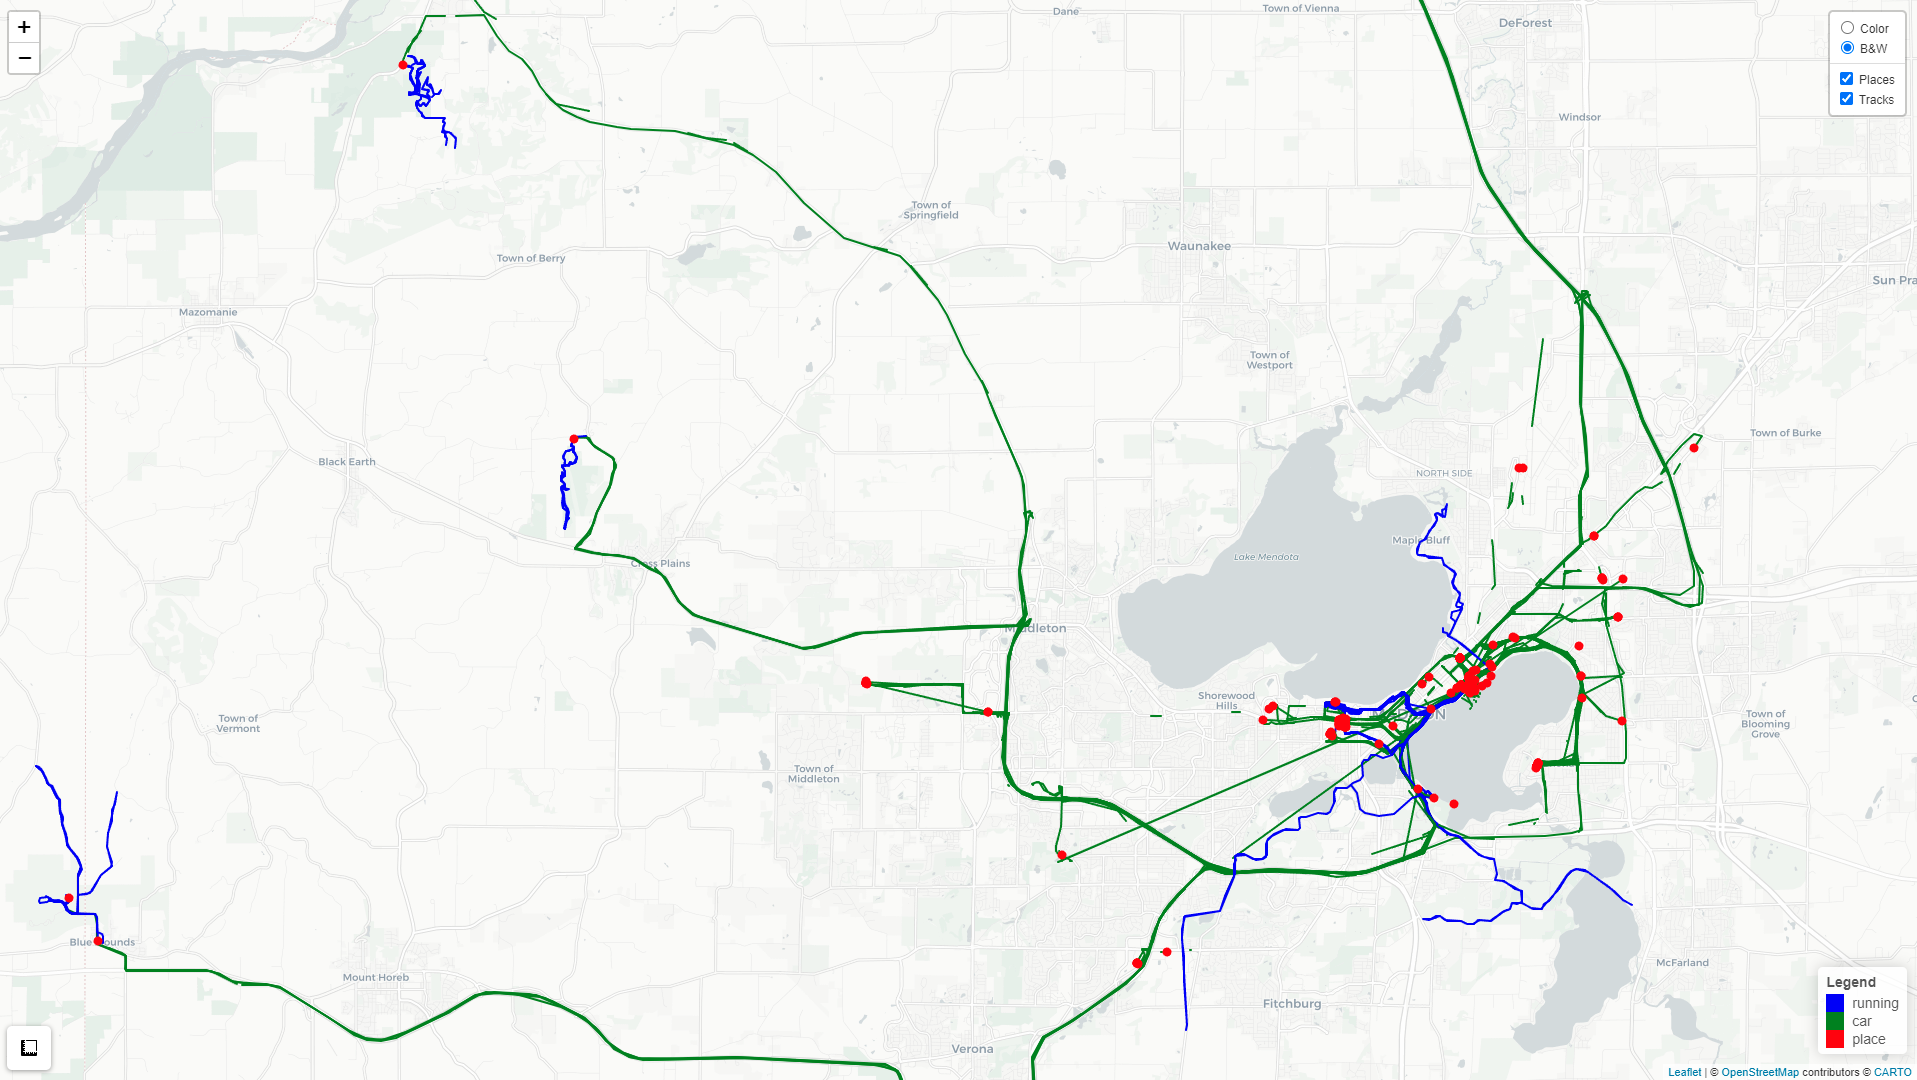 +
−
Dane
Town of Vienna
DeForest
Color
B&W
Places
Tracks
Windsor
Town of
Springfield
Waunakee
Town of Berry
Sun Pra
Mazomanie
Town of
Westport
Town of Burke
Black Earth
NORTH SIDE
Maple Bluff
Lake Mendota
Cross Plains
Middleton
Shorewood
Hills
Town of
Vermont
Town of
Blooming
Grove
Town of
Middleton
Mount Horeb
McFarland
Fitchburg
Verona
Legend
running
car
place
Leaflet | © OpenStreetMap contributors © CARTO